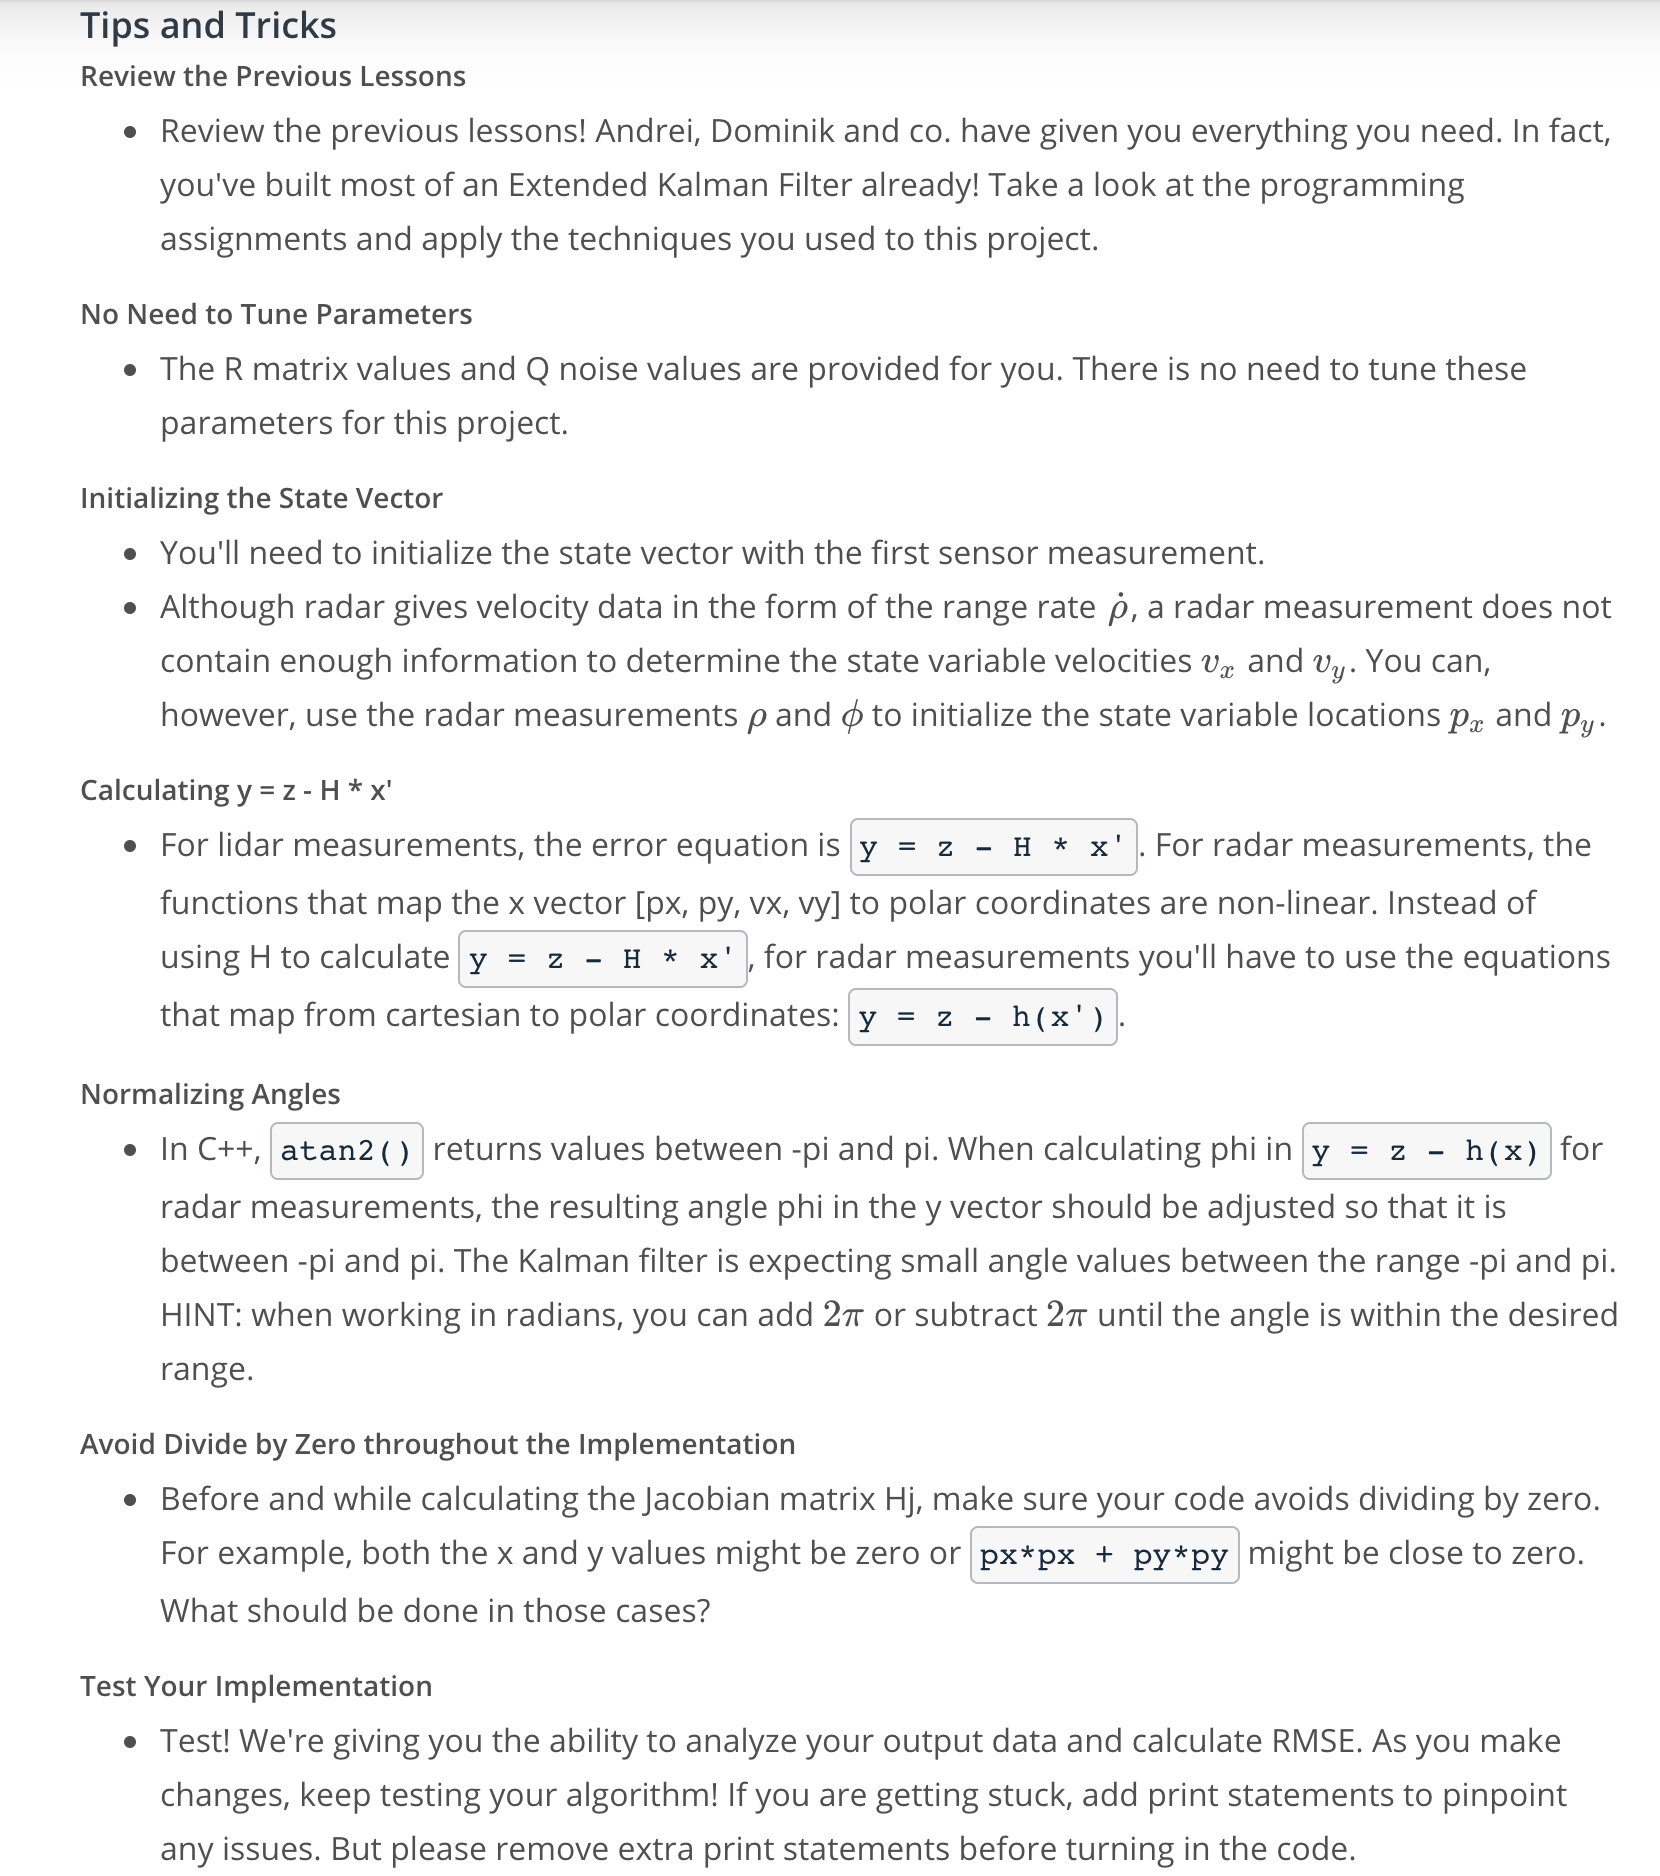 Tips and Tricks
Review the Previous Lessons
• Review the previous lessons! Andrei, Dominik and co. have given you everything you need. In fact,
you've built most of an Extended Kalman Filter already! Take a look at the programming
assignments and apply the techniques you used to this project.
No Need to Tune Parameters
• The R matrix values and Q noise values are provided for you. There is no need to tune these
parameters for this project.
Initializing the State Vector
• You'll need to initialize the state vector with the first sensor measurement.
• Although radar gives velocity data in the form of the range rate ρ̇, a radar measurement does not
contain enough information to determine the state variable velocities vₓ and v_y. You can,
however, use the radar measurements ρ and ϕ to initialize the state variable locations pₓ and p_y.
Calculating y = z - H * x'
• For lidar measurements, the error equation is y = z - H * x'. For radar measurements, the
functions that map the x vector [px, py, vx, vy] to polar coordinates are non-linear. Instead of
using H to calculate y = z - H * x', for radar measurements you'll have to use the equations
that map from cartesian to polar coordinates: y = z - h(x').
Normalizing Angles
• In C++, atan2() returns values between -pi and pi. When calculating phi in y = z - h(x) for
radar measurements, the resulting angle phi in the y vector should be adjusted so that it is
between -pi and pi. The Kalman filter is expecting small angle values between the range -pi and pi.
HINT: when working in radians, you can add 2π or subtract 2π until the angle is within the desired
range.
Avoid Divide by Zero throughout the Implementation
• Before and while calculating the Jacobian matrix Hj, make sure your code avoids dividing by zero.
For example, both the x and y values might be zero or px*px + py*py might be close to zero.
What should be done in those cases?
Test Your Implementation
• Test! We're giving you the ability to analyze your output data and calculate RMSE. As you make
changes, keep testing your algorithm! If you are getting stuck, add print statements to pinpoint
any issues. But please remove extra print statements before turning in the code.